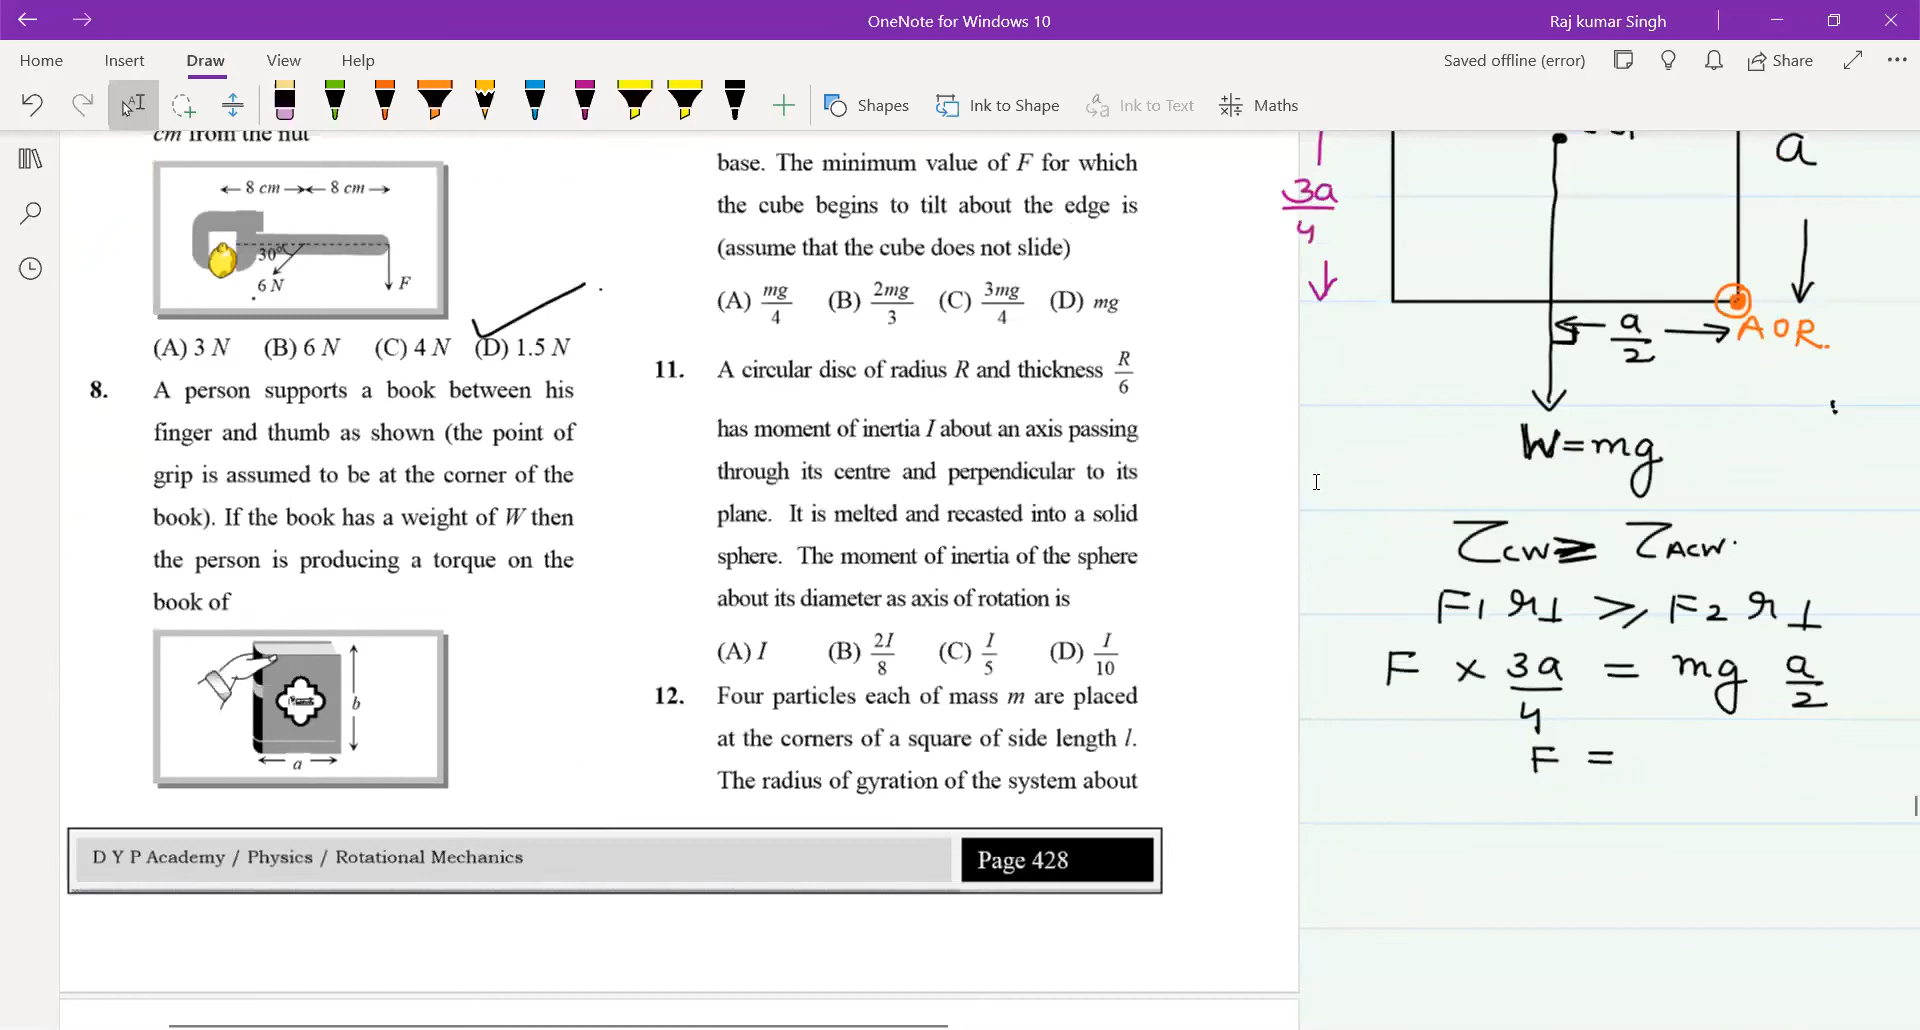 OneNote for Windows 10
Raj kumar Singh
Home Insert Draw View Help
Saved offline (error) Share
Shapes Ink to Shape Ink to Text Maths
cm from the nut
8 cm 8 cm
30°
6 N
F
(A) 3 N (B) 6 N (C) 4 N (D) 1.5 N
8. A person supports a book between his
finger and thumb as shown (the point of
grip is assumed to be at the corner of the
book). If the book has a weight of W then
the person is producing a torque on the
book of
b
a
base. The minimum value of F for which
the cube begins to tilt about the edge is
(assume that the cube does not slide)
(A) mg/4 (B) 2mg/3 (C) 3mg/4 (D) mg
11. A circular disc of radius R and thickness R/6
has moment of inertia I about an axis passing
through its centre and perpendicular to its
plane. It is melted and recasted into a solid
sphere. The moment of inertia of the sphere
about its diameter as axis of rotation is
(A) I (B) 2I/8 (C) I/5 (D) I/10
12. Four particles each of mass m are placed
at the corners of a square of side length l.
The radius of gyration of the system about
D Y P Academy / Physics / Rotational Mechanics
Page 428
a
3a/4
a/2
AOR.
W=mg
τCW ≥ τACW.
F1 r⊥ ≥ F2 r⊥
F × 3a/4 = mg a/2
F =